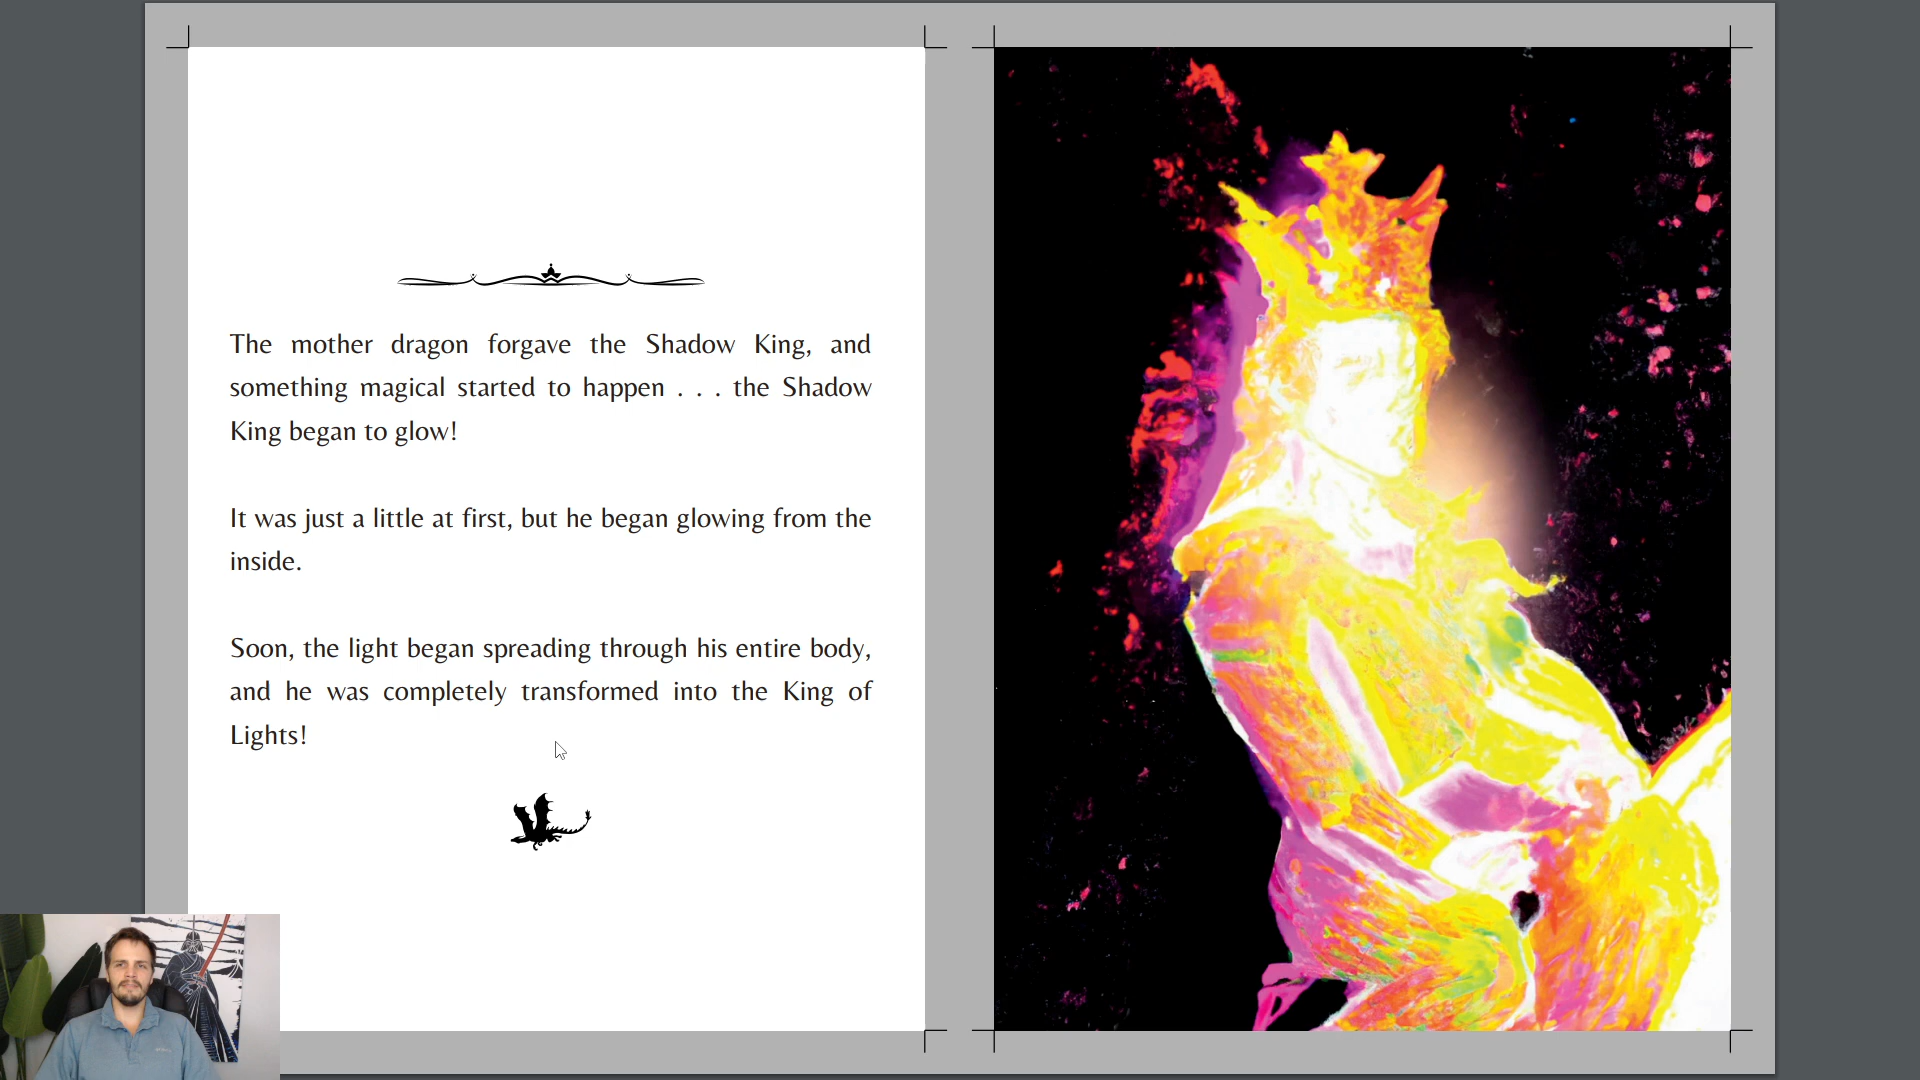 The mother dragon forgave the Shadow King, and
something magical started to happen . . . the Shadow
King began to glow!
It was just a little at first, but he began glowing from the
inside.
Soon, the light began spreading through his entire body,
and he was completely transformed into the King of
Lights!